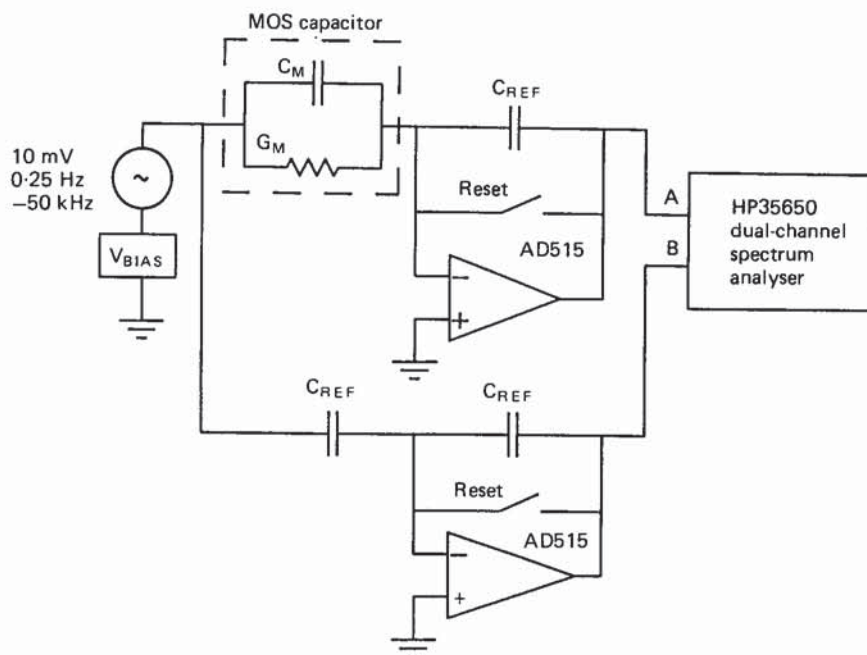 MOS capacitor
C_M
G_M
C_REF
10 mV
0·25 Hz
−50 kHz
~
V_BIAS
Reset
AD515
−
+
A
B
HP35650
dual-channel
spectrum
analyser
C_REF
C_REF
Reset
AD515
−
+